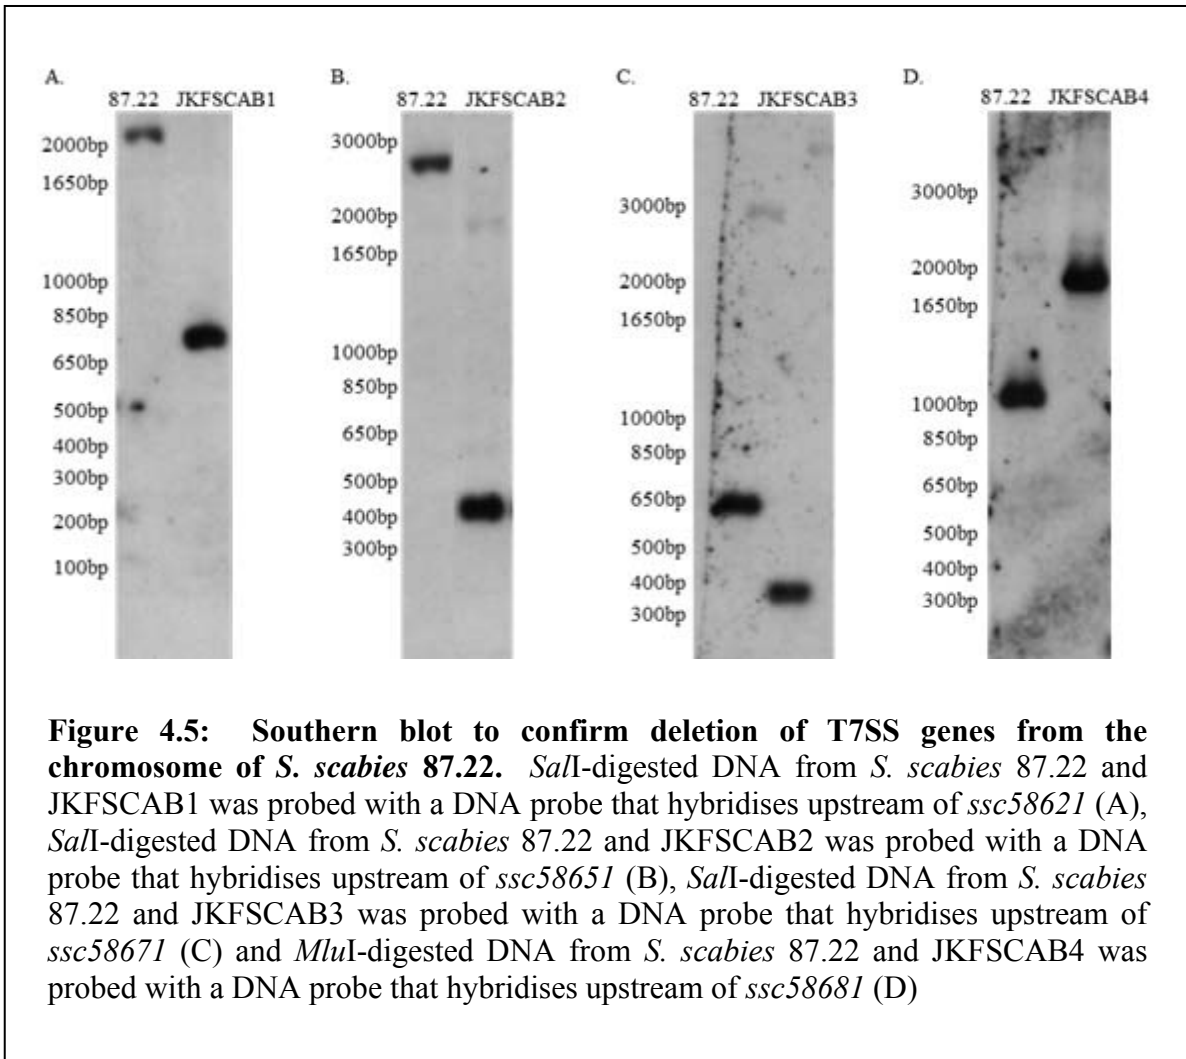 A.
87.22 JKFSCAB1
2000bp
1650bp
1000bp
850bp
650bp
500bp
400bp
300bp
200bp
100bp
B.
87.22 JKFSCAB2
3000bp
2000bp
1650bp
1000bp
850bp
650bp
500bp
400bp
300bp
C.
87.22 JKFSCAB3
3000bp
2000bp
1650bp
1000bp
850bp
650bp
500bp
400bp
300bp
D.
87.22 JKFSCAB4
3000bp
2000bp
1650bp
1000bp
850bp
650bp
500bp
400bp
300bp
Figure 4.5: Southern blot to confirm deletion of T7SS genes from the
chromosome of S. scabies 87.22. SalI-digested DNA from S. scabies 87.22 and
JKFSCAB1 was probed with a DNA probe that hybridises upstream of ssc58621 (A),
SalI-digested DNA from S. scabies 87.22 and JKFSCAB2 was probed with a DNA
probe that hybridises upstream of ssc58651 (B), SalI-digested DNA from S. scabies
87.22 and JKFSCAB3 was probed with a DNA probe that hybridises upstream of
ssc58671 (C) and MluI-digested DNA from S. scabies 87.22 and JKFSCAB4 was
probed with a DNA probe that hybridises upstream of ssc58681 (D)